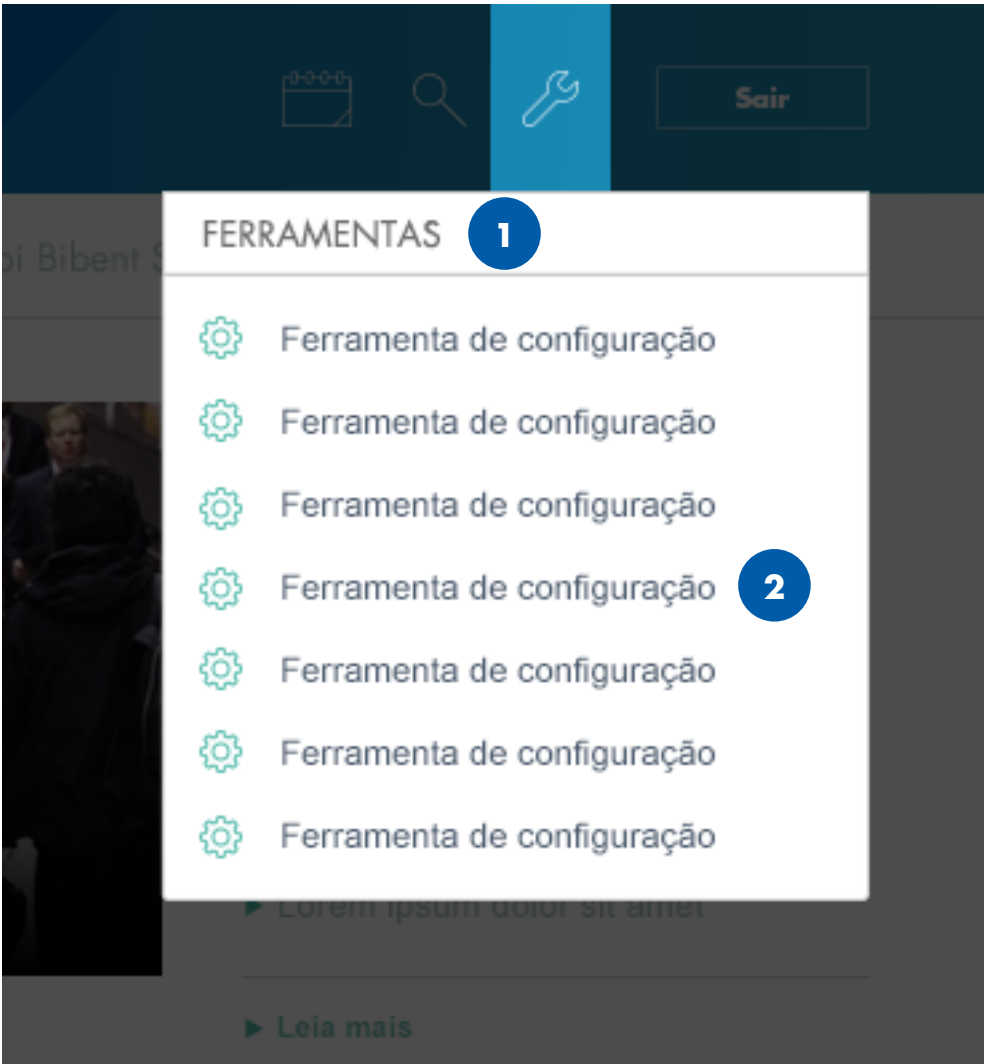 Sair
FERRAMENTAS 1
oi Bibent S
Ferramenta de configuração
Ferramenta de configuração
Ferramenta de configuração
Ferramenta de configuração 2
Ferramenta de configuração
Ferramenta de configuração
Ferramenta de configuração
Lorem ipsum dolor sit amet
Leia mais